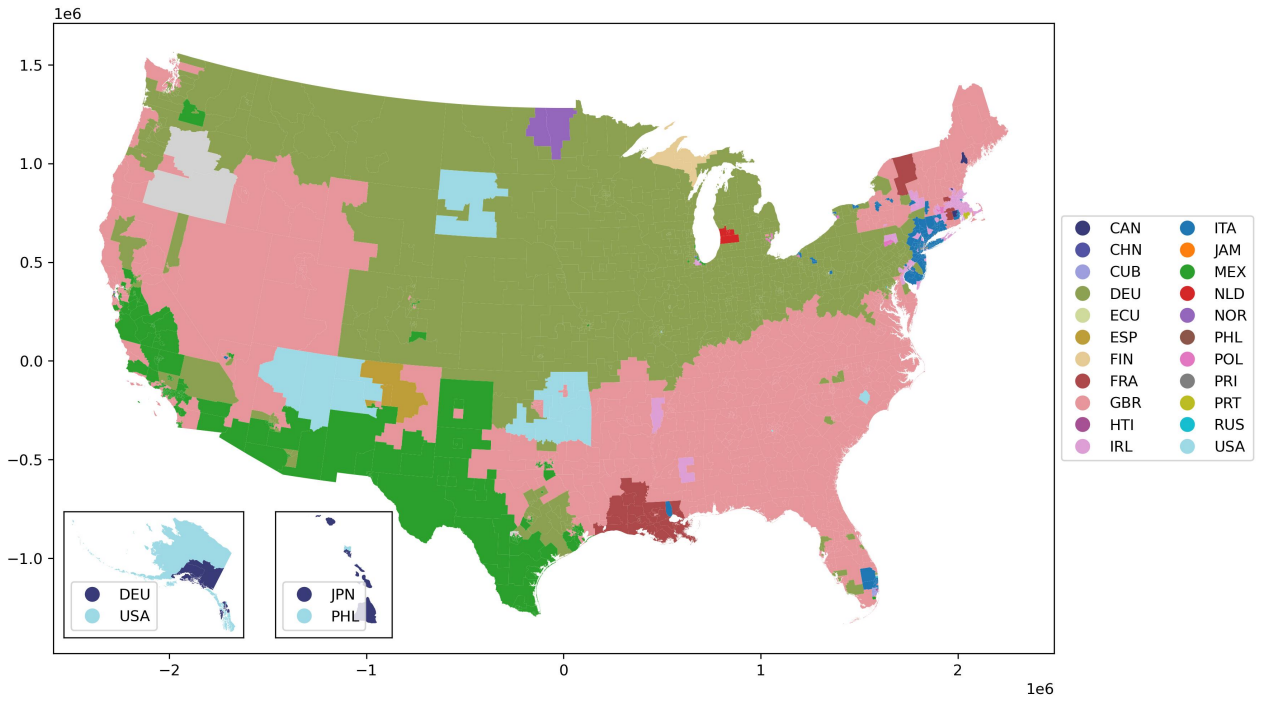 1e6
1.5
1.0
0.5
0.0
−0.5
−1.0
−2
−1
0
1
2
1e6
CAN
CHN
CUB
DEU
ECU
ESP
FIN
FRA
GBR
HTI
IRL
ITA
JAM
MEX
NLD
NOR
PHL
POL
PRI
PRT
RUS
USA
DEU
USA
JPN
PHL